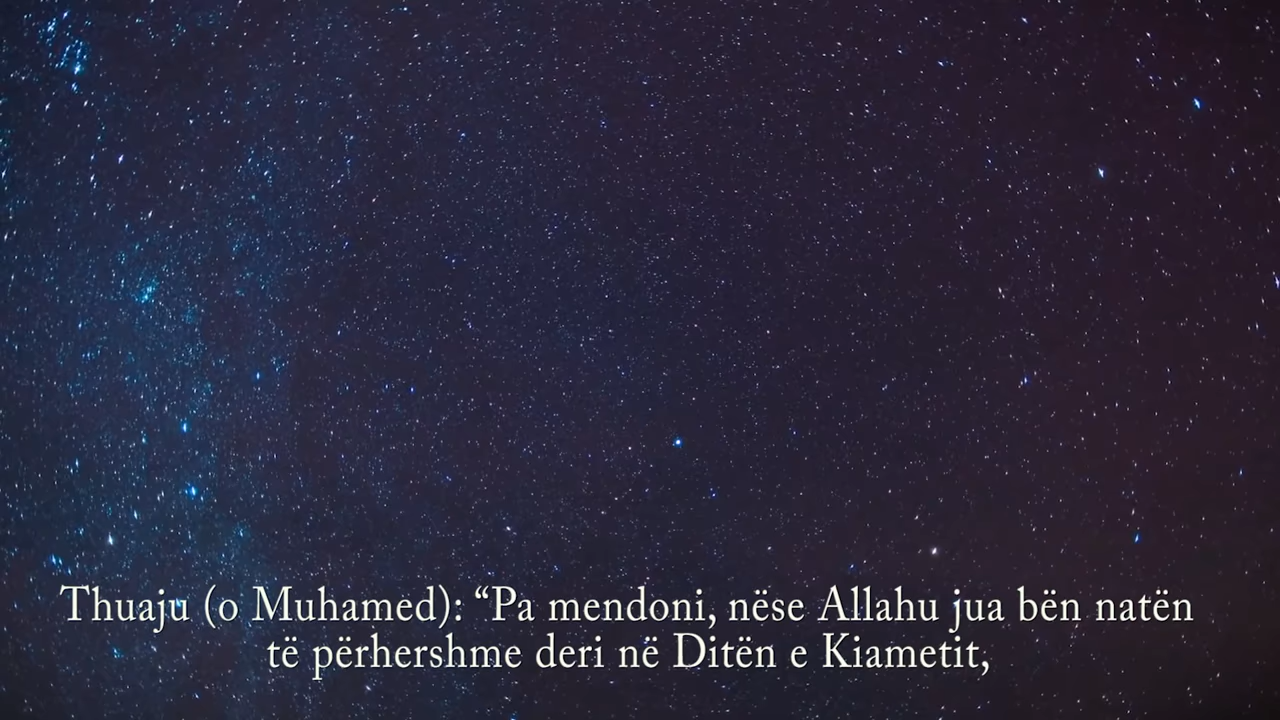 Thuaju (o Muhamed): “Pa mendoni, nëse Allahu jua bën natën
të përhershme deri në Ditën e Kiametit,